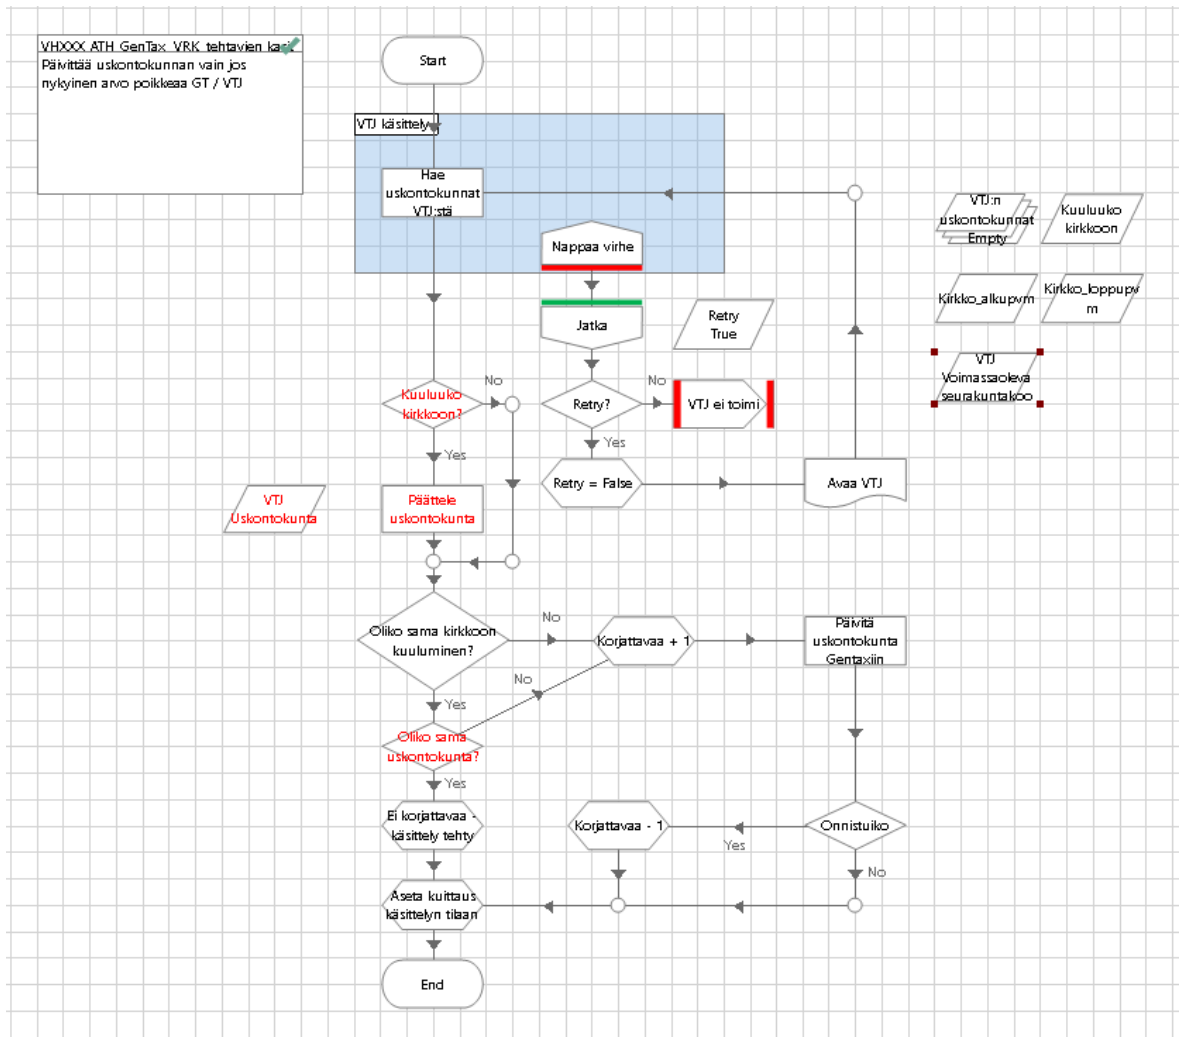 VHXXX ATH GenTax VRK tehtavien
Päivittää uskontokunnan vain jos
nykyinen arvo poikkeaa GT / VTJ
Start
VTJ käsittely
Hae
uskontokunnat
VTJ:stä
Nappaa virhe
Jatka
Retry
True
VTJ:n
uskontokunnat
Empty
Kuuluuko
kirkkoon
Kirkko_alkupvm
Kirkko_loppupv
m
VTJ
Voimassaoleva
seurakuntakoo
Kuuluuko
kirkkoon?
No
Yes
Retry?
No
Yes
VTJ ei toimi
Retry = False
Avaa VTJ
VTJ
Uskontokunta
Päättele
uskontokunta
Oliko sama kirkkoon
kuuluminen?
No
Yes
Korjattavaa + 1
Päivitä
uskontokunta
Gentaxiin
No
Oliko sama
uskontokunta?
Yes
Ei korjattavaa -
käsittely tehty
Korjattavaa - 1
Yes
Onnistuiko
No
Aseta kuittaus
käsittelyn tilaan
End